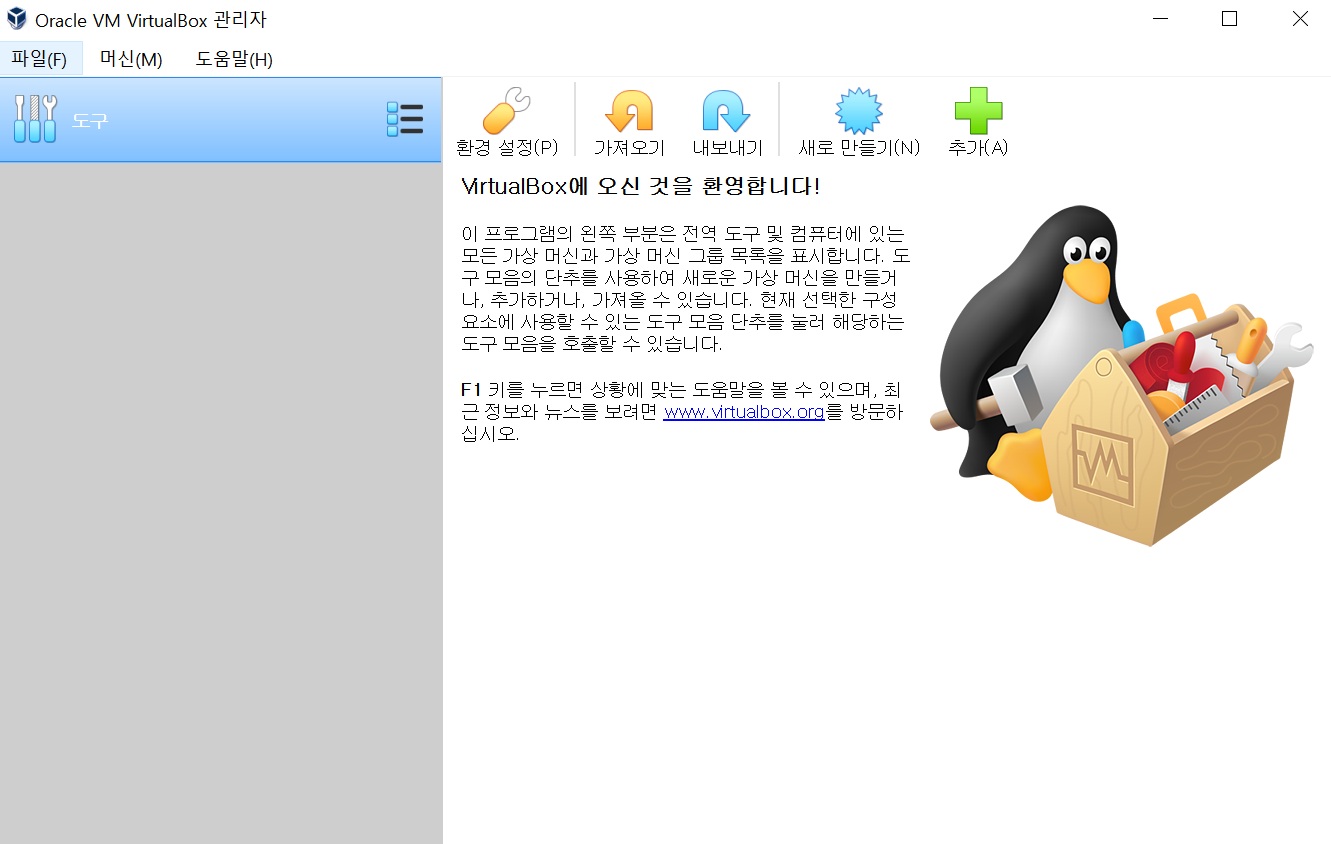 Oracle VM VirtualBox 관리자
파일(F) 머신(M) 도움말(H)
도구
환경 설정(P) 가져오기 내보내기 새로 만들기(N) 추가(A)
VirtualBox에 오신 것을 환영합니다!
이 프로그램의 왼쪽 부분은 전역 도구 및 컴퓨터에 있는
모든 가상 머신과 가상 머신 그룹 목록을 표시합니다. 도
구 모음의 단추를 사용하여 새로운 가상 머신을 만들거
나, 추가하거나, 가져올 수 있습니다. 현재 선택한 구성
요소에 사용할 수 있는 도구 모음 단추를 눌러 해당하는
도구 모음을 호출할 수 있습니다.
F1 키를 누르면 상황에 맞는 도움말을 볼 수 있으며, 최
근 정보와 뉴스를 보려면 www.virtualbox.org를 방문하
십시오.